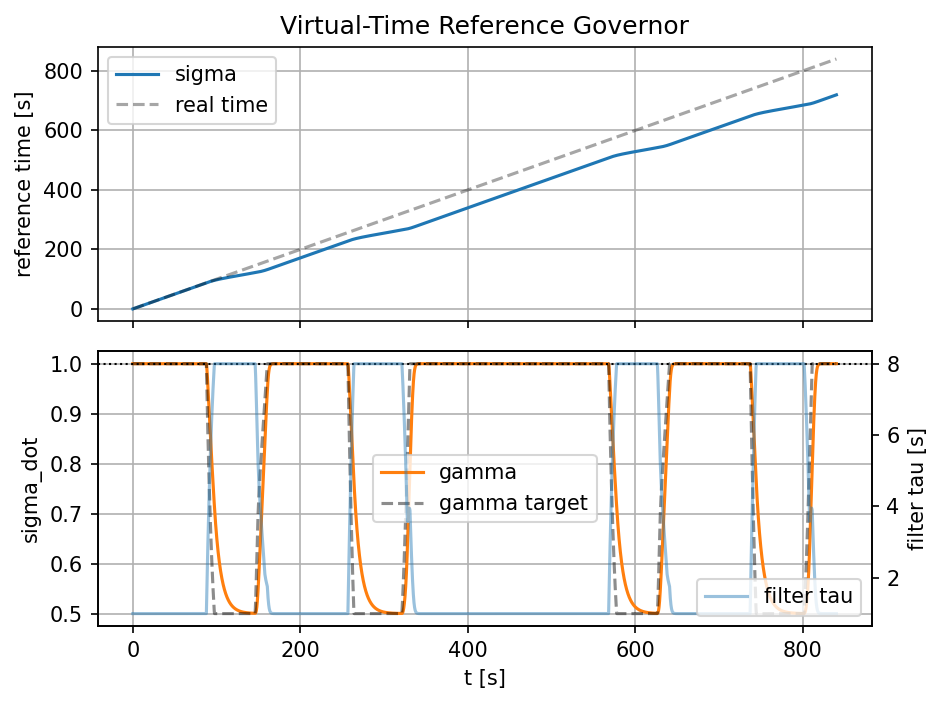 Virtual-Time Reference Governor
reference time [s]
800
600
400
200
0
sigma
real time
sigma_dot
1.0
0.9
0.8
0.7
0.6
0.5
gamma
gamma target
filter tau
8
6
4
2
filter tau [s]
0
200
400
600
800
t [s]